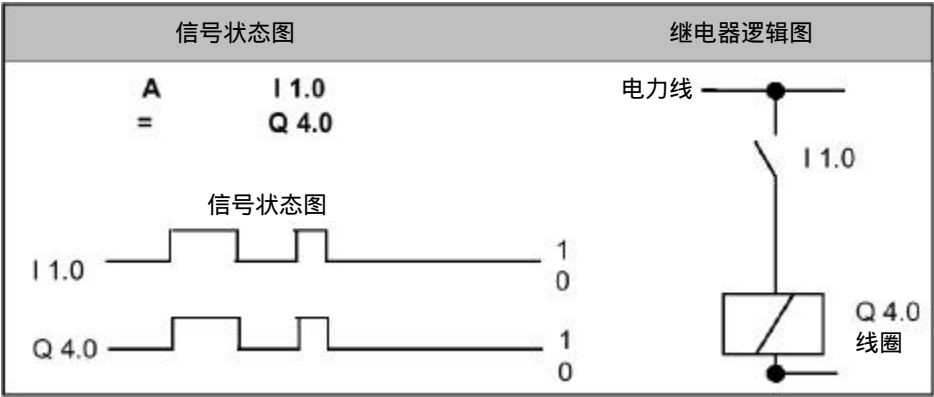 信号状态图 继电器逻辑图
A I 1.0
= Q 4.0
信号状态图
I 1.0 1
0
Q 4.0 1
0
电力线
I 1.0
Q 4.0
线圈